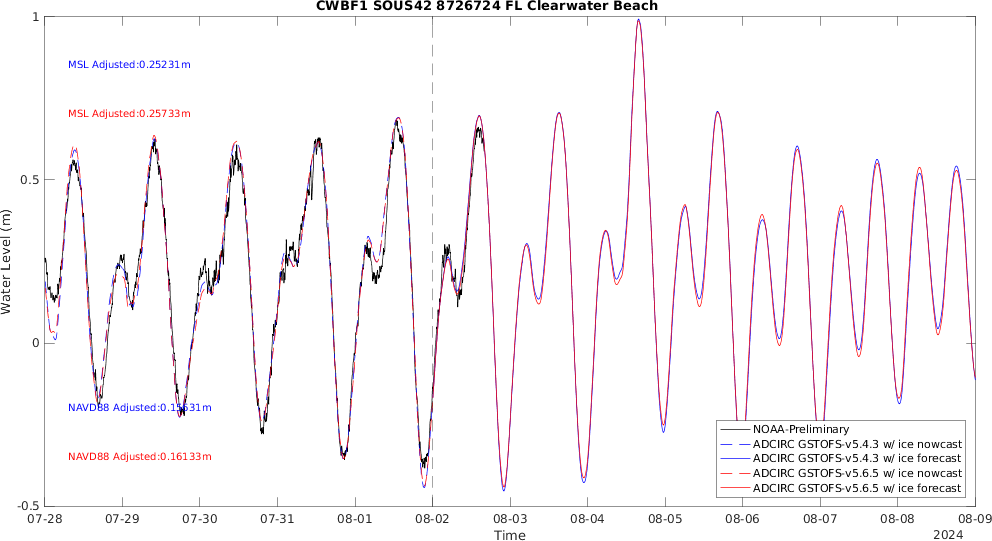 CWBF1 SOUS42 8726724 FL Clearwater Beach
1
MSL Adjusted:0.25231m
MSL Adjusted:0.25733m
0.5
Water Level (m)
0
NAVD88 Adjusted:0.15631m
NAVD88 Adjusted:0.16133m
-0.5
NOAA-Preliminary
ADCIRC GSTOFS-v5.4.3 w/ ice nowcast
ADCIRC GSTOFS-v5.4.3 w/ ice forecast
ADCIRC GSTOFS-v5.6.5 w/ ice nowcast
ADCIRC GSTOFS-v5.6.5 w/ ice forecast
07-28 07-29 07-30 07-31 08-01 08-02 08-03 08-04 08-05 08-06 08-07 08-08 08-09
Time
2024